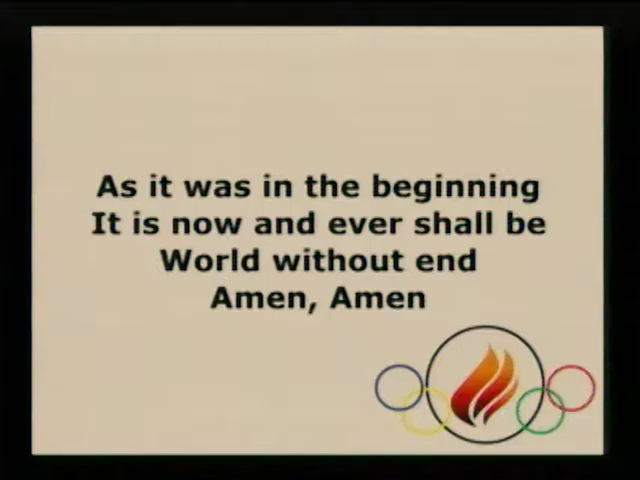 As it was in the beginning
It is now and ever shall be
World without end
Amen, Amen